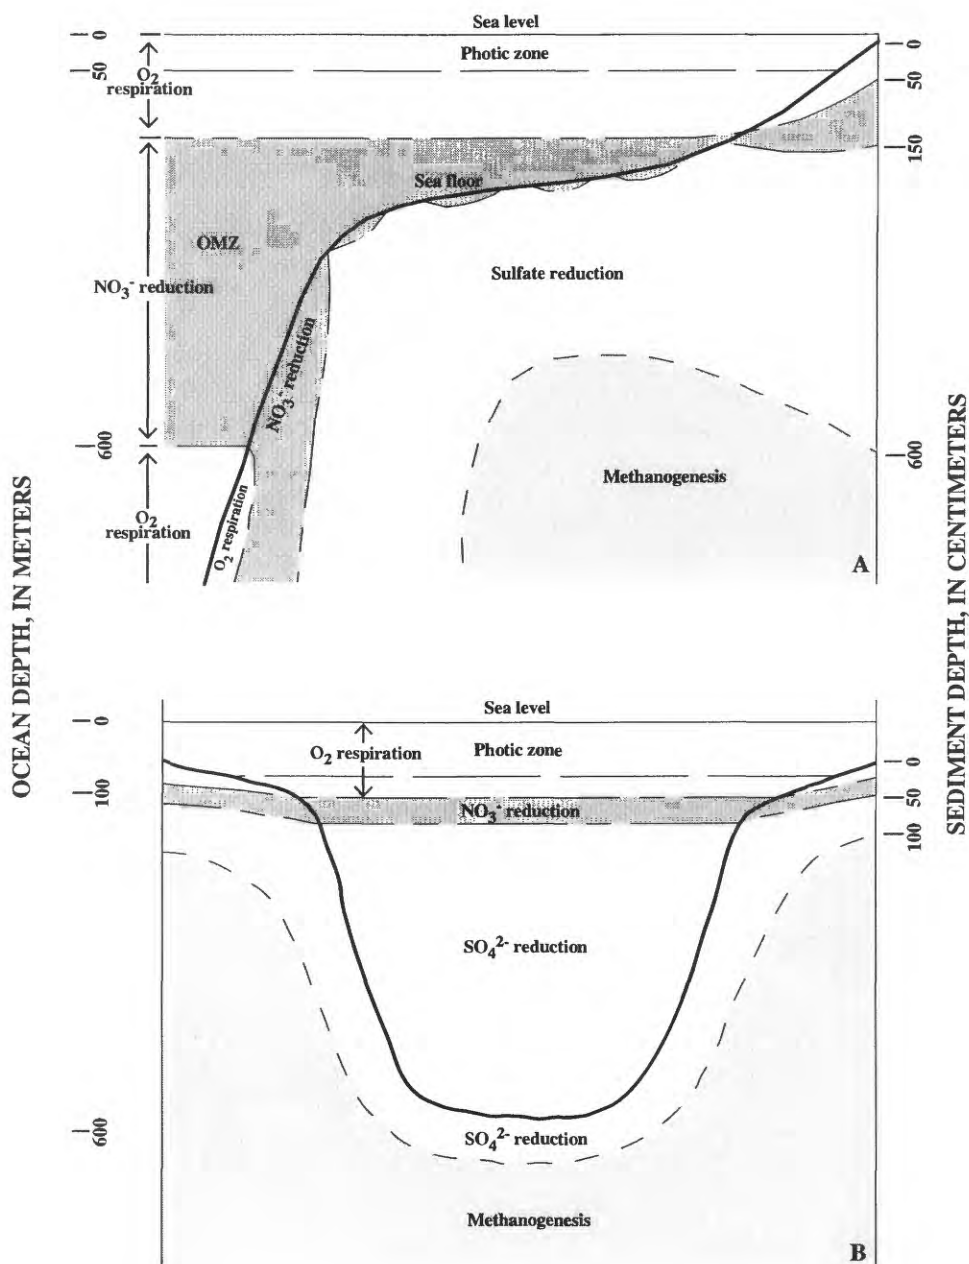 Sea level
0
0
Photic zone
50
50
O2
respiration
150
Sea floor
OMZ
Sulfate reduction
NO3- reduction
NO3- reduction
600
600
Methanogenesis
O2
respiration
O2 respiration
A
OCEAN DEPTH, IN METERS
SEDIMENT DEPTH, IN CENTIMETERS
Sea level
0
O2 respiration
Photic zone
0
100
50
NO3- reduction
100
SO42- reduction
600
SO42- reduction
Methanogenesis
B